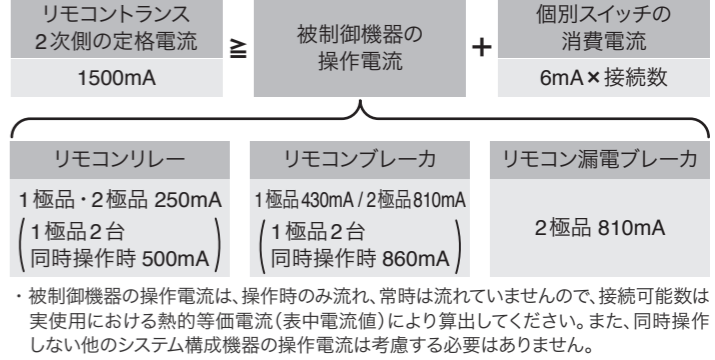 リモコントランス
2次側の定格電流
1500mA
≧
被制御機器の
操作電流
+
個別スイッチの
消費電流
6mA×接続数
リモコンリレー
1極品・2極品 250mA
(1極品2台
同時操作時 500mA)
リモコンブレーカ
1極品430mA / 2極品810mA
(1極品2台
同時操作時 860mA)
リモコン漏電ブレーカ
2極品 810mA
・被制御機器の操作電流は、操作時のみ流れ、常時は流れていませんので、接続可能数は
実使用における熱的等価電流(表中電流値)により算出してください。また、同時操作
しない他のシステム構成機器の操作電流は考慮する必要はありません。